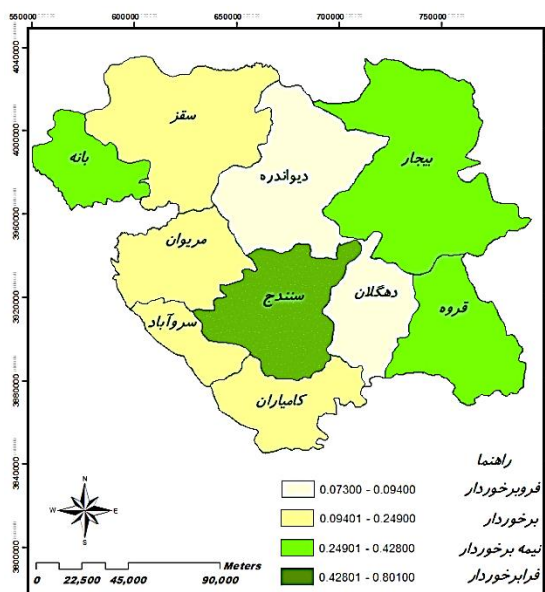 550000 600000 650000 700000 750000
4040000
4000000
3960000
3920000
3880000
3840000
3800000
سقز
بانه
بیجار
دیواندره
مریوان
سنندج
دهگلان
قروه
سروآباد
کامیاران
راهنما
0.07300 - 0.09400 فروبرخوردار
0.09401 - 0.24900 برخوردار
0.24901 - 0.42800 نیمه برخوردار
0.42801 - 0.80100 فرابرخوردار
N
W E
S
Meters
0 22,500 45,000 90,000